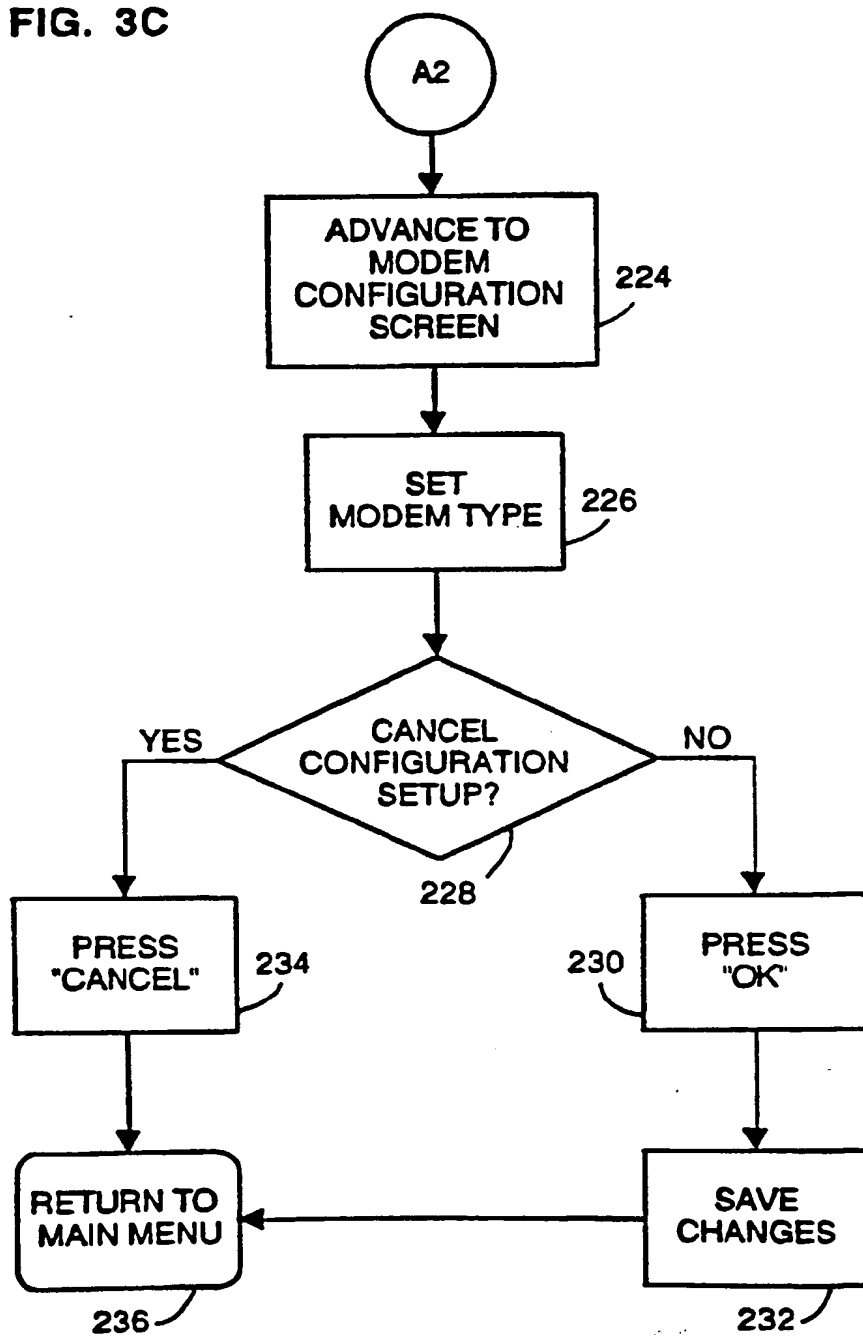 FIG. 3C
A2
ADVANCE TO
MODEM
CONFIGURATION
SCREEN
224
SET
MODEM TYPE
226
CANCEL
CONFIGURATION
SETUP?
YES
NO
228
PRESS
"CANCEL"
234
230
PRESS
"OK"
RETURN TO
MAIN MENU
236
SAVE
CHANGES
232